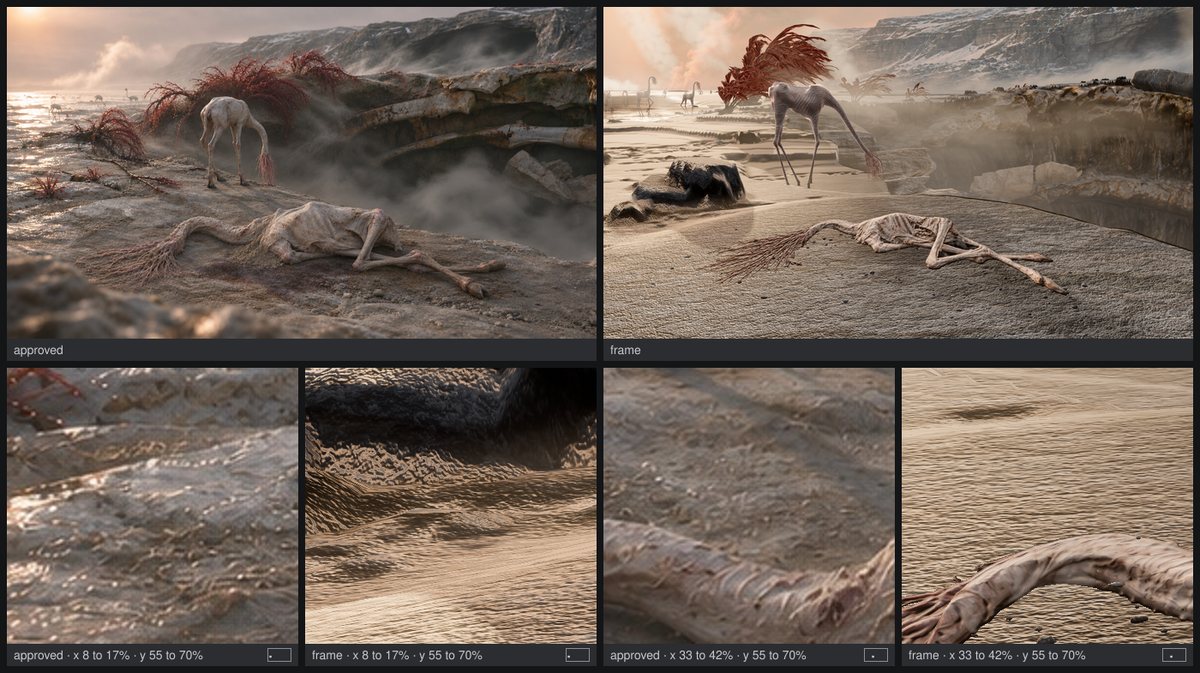 approved
frame
approved · x 8 to 17% · y 55 to 70%
frame · x 8 to 17% · y 55 to 70%
approved · x 33 to 42% · y 55 to 70%
frame · x 33 to 42% · y 55 to 70%